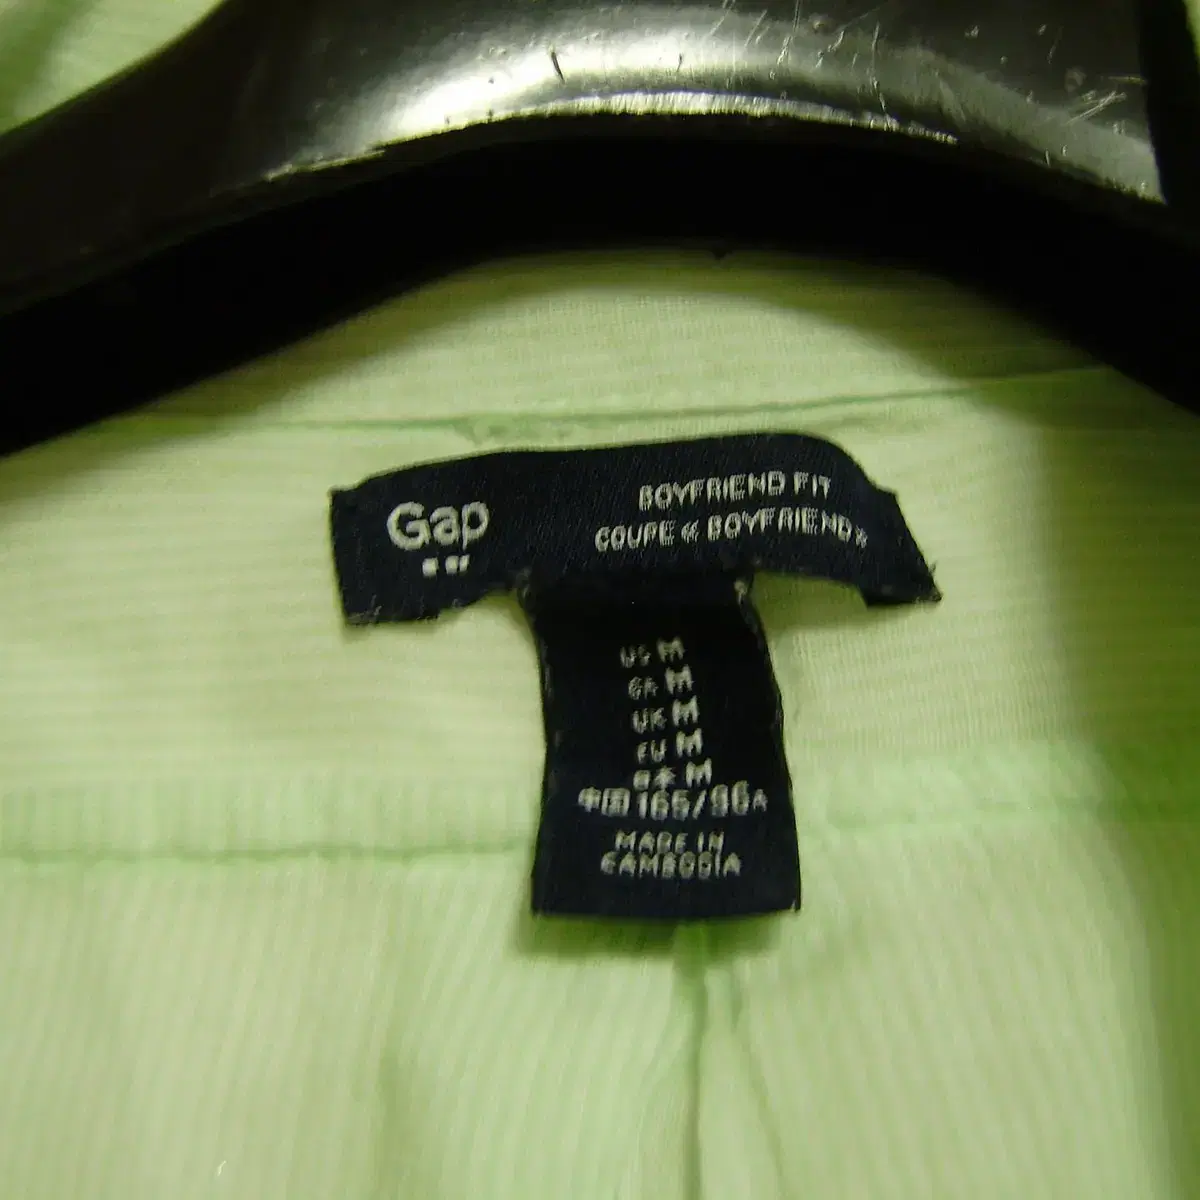 Gap
BOYFRIEND FIT
COUPE « BOYFRIEND »
US M
CA M
UK M
EU M
日本 M
中国 165/96A
MADE IN
CAMBODIA